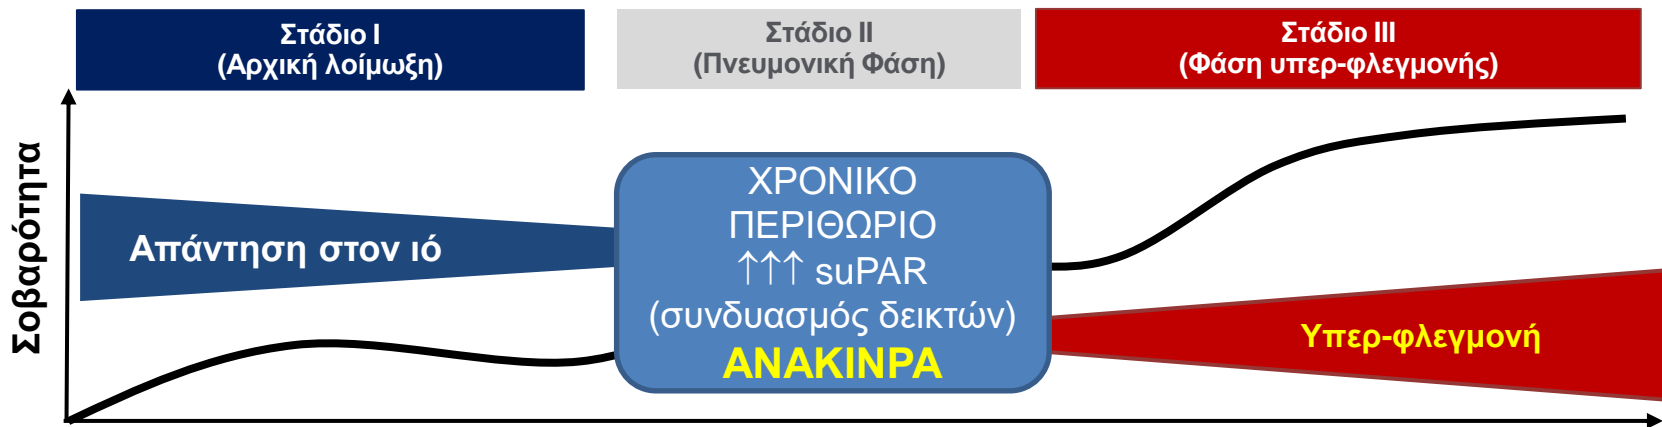 Στάδιο I
(Αρχική λοίμωξη)
Στάδιο II
(Πνευμονική Φάση)
Στάδιο III
(Φάση υπερ-φλεγμονής)
Σοβαρότητα
Απάντηση στον ιό
ΧΡΟΝΙΚΟ
ΠΕΡΙΘΩΡΙΟ
↑↑↑ suPAR
(συνδυασμός δεικτών)
ΑΝΑΚΙΝΡΑ
Υπερ-φλεγμονή